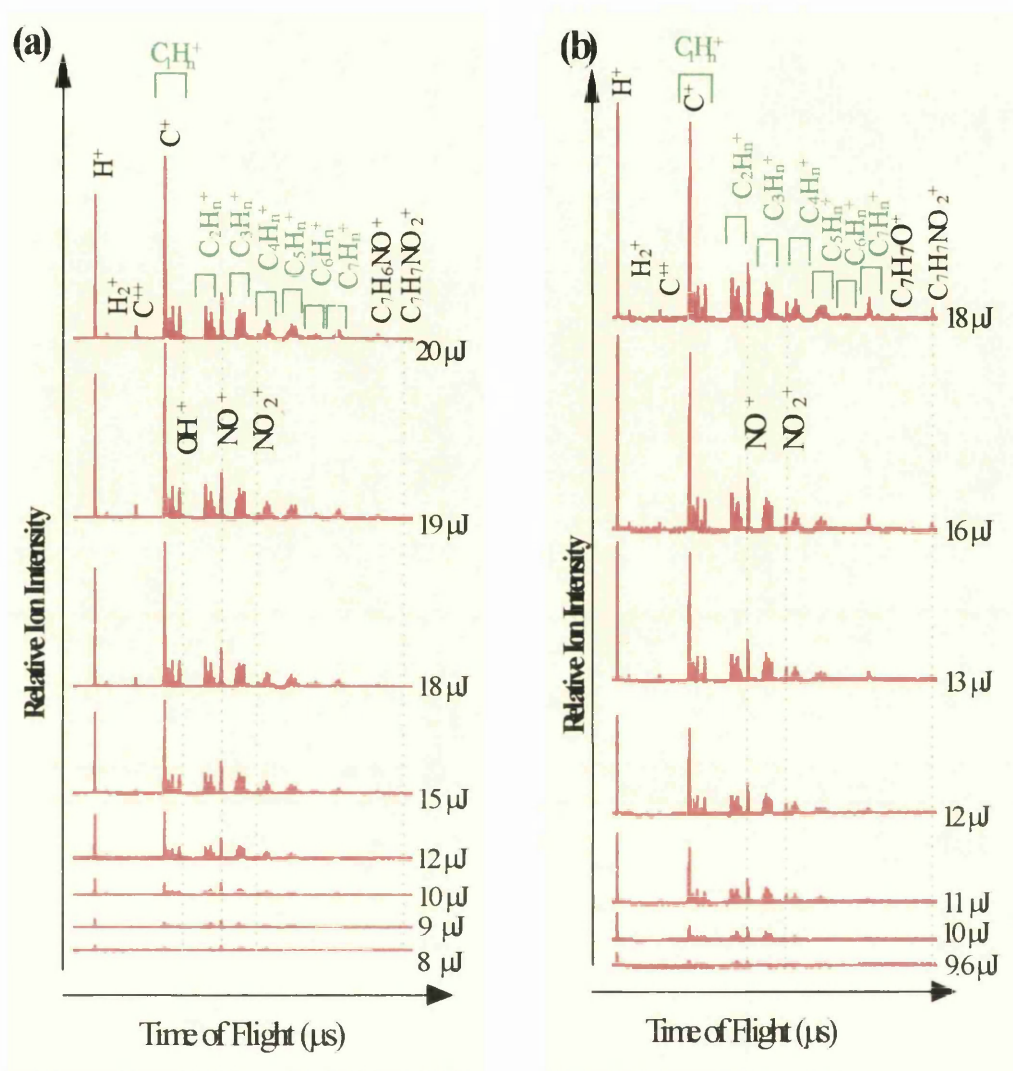 (a)
C₁Hₙ⁺
H⁺
H₂⁺
C⁺⁺
C⁺
C₂Hₙ⁺
C₃Hₙ⁺
C₄Hₙ⁺
C₅Hₙ⁺
C₆Hₙ⁺
C₇Hₙ⁺
C₇H₆NO⁺
C₇H₇NO₂⁺
20 µJ
OH⁺
NO⁺
NO₂⁺
19 µJ
18 µJ
15 µJ
12 µJ
10 µJ
9 µJ
8 µJ
Relative Ion Intensity
Time of Flight (µs)
(b)
C₁Hₙ⁺
H⁺
H₂⁺
C⁺⁺
C⁺
C₂Hₙ⁺
C₃Hₙ⁺
C₄Hₙ⁺
C₅Hₙ⁺
C₆Hₙ⁺
C₇Hₙ⁺
C₇H₇O⁺
C₇H₇NO₂⁺
18 µJ
NO⁺
NO₂⁺
16 µJ
13 µJ
12 µJ
11 µJ
10 µJ
9.6 µJ
Relative Ion Intensity
Time of Flight (µs)